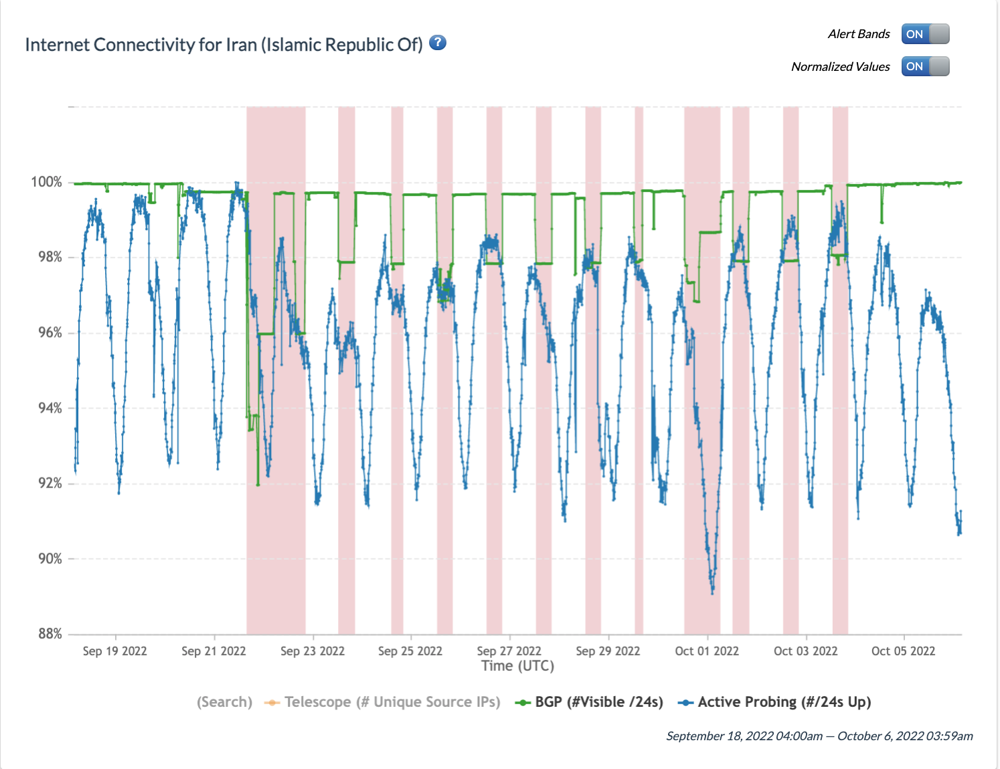 Internet Connectivity for Iran (Islamic Republic Of) ?
Alert Bands ON
Normalized Values ON
100%
98%
96%
94%
92%
90%
88%
Sep 19 2022 Sep 21 2022 Sep 23 2022 Sep 25 2022 Sep 27 2022 Sep 29 2022 Oct 01 2022 Oct 03 2022 Oct 05 2022
Time (UTC)
(Search) Telescope (# Unique Source IPs) BGP (#Visible /24s) Active Probing (#/24s Up)
September 18, 2022 04:00am — October 6, 2022 03:59am